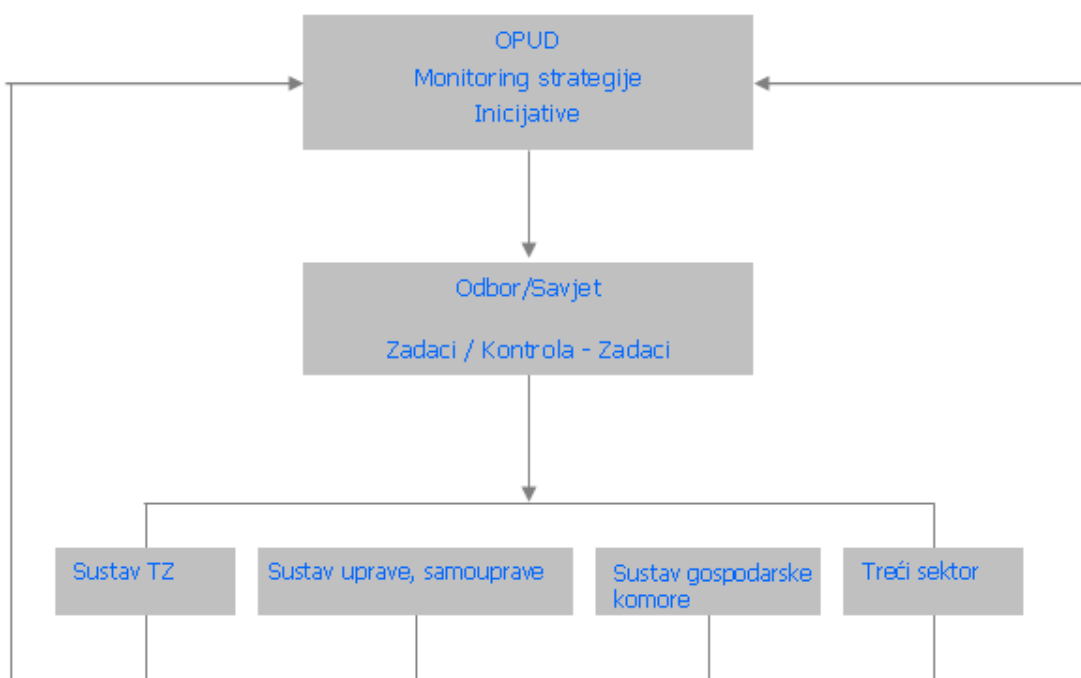 OPUD
Monitoring strategije
Inicijative
Odbor/Savjet
Zadaci / Kontrola - Zadaci
Sustav TZ
Sustav uprave, samouprave
Sustav gospodarske
komore
Treći sektor